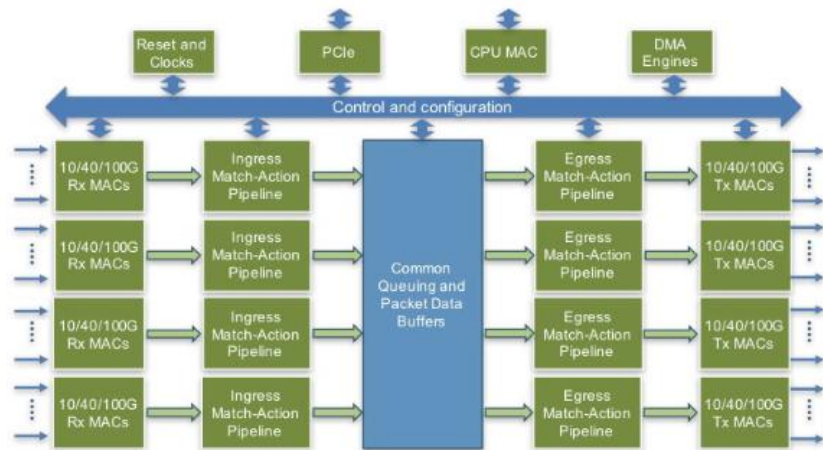 Reset and
Clocks
PCIe
CPU MAC
DMA
Engines
Control and configuration
10/40/100G
Rx MACs
Ingress
Match-Action
Pipeline
Egress
Match-Action
Pipeline
10/40/100G
Tx MACs
10/40/100G
Rx MACs
Ingress
Match-Action
Pipeline
Common
Queuing and
Packet Data
Buffers
Egress
Match-Action
Pipeline
10/40/100G
Tx MACs
10/40/100G
Rx MACs
Ingress
Match-Action
Pipeline
Egress
Match-Action
Pipeline
10/40/100G
Tx MACs
10/40/100G
Rx MACs
Ingress
Match-Action
Pipeline
Egress
Match-Action
Pipeline
10/40/100G
Tx MACs